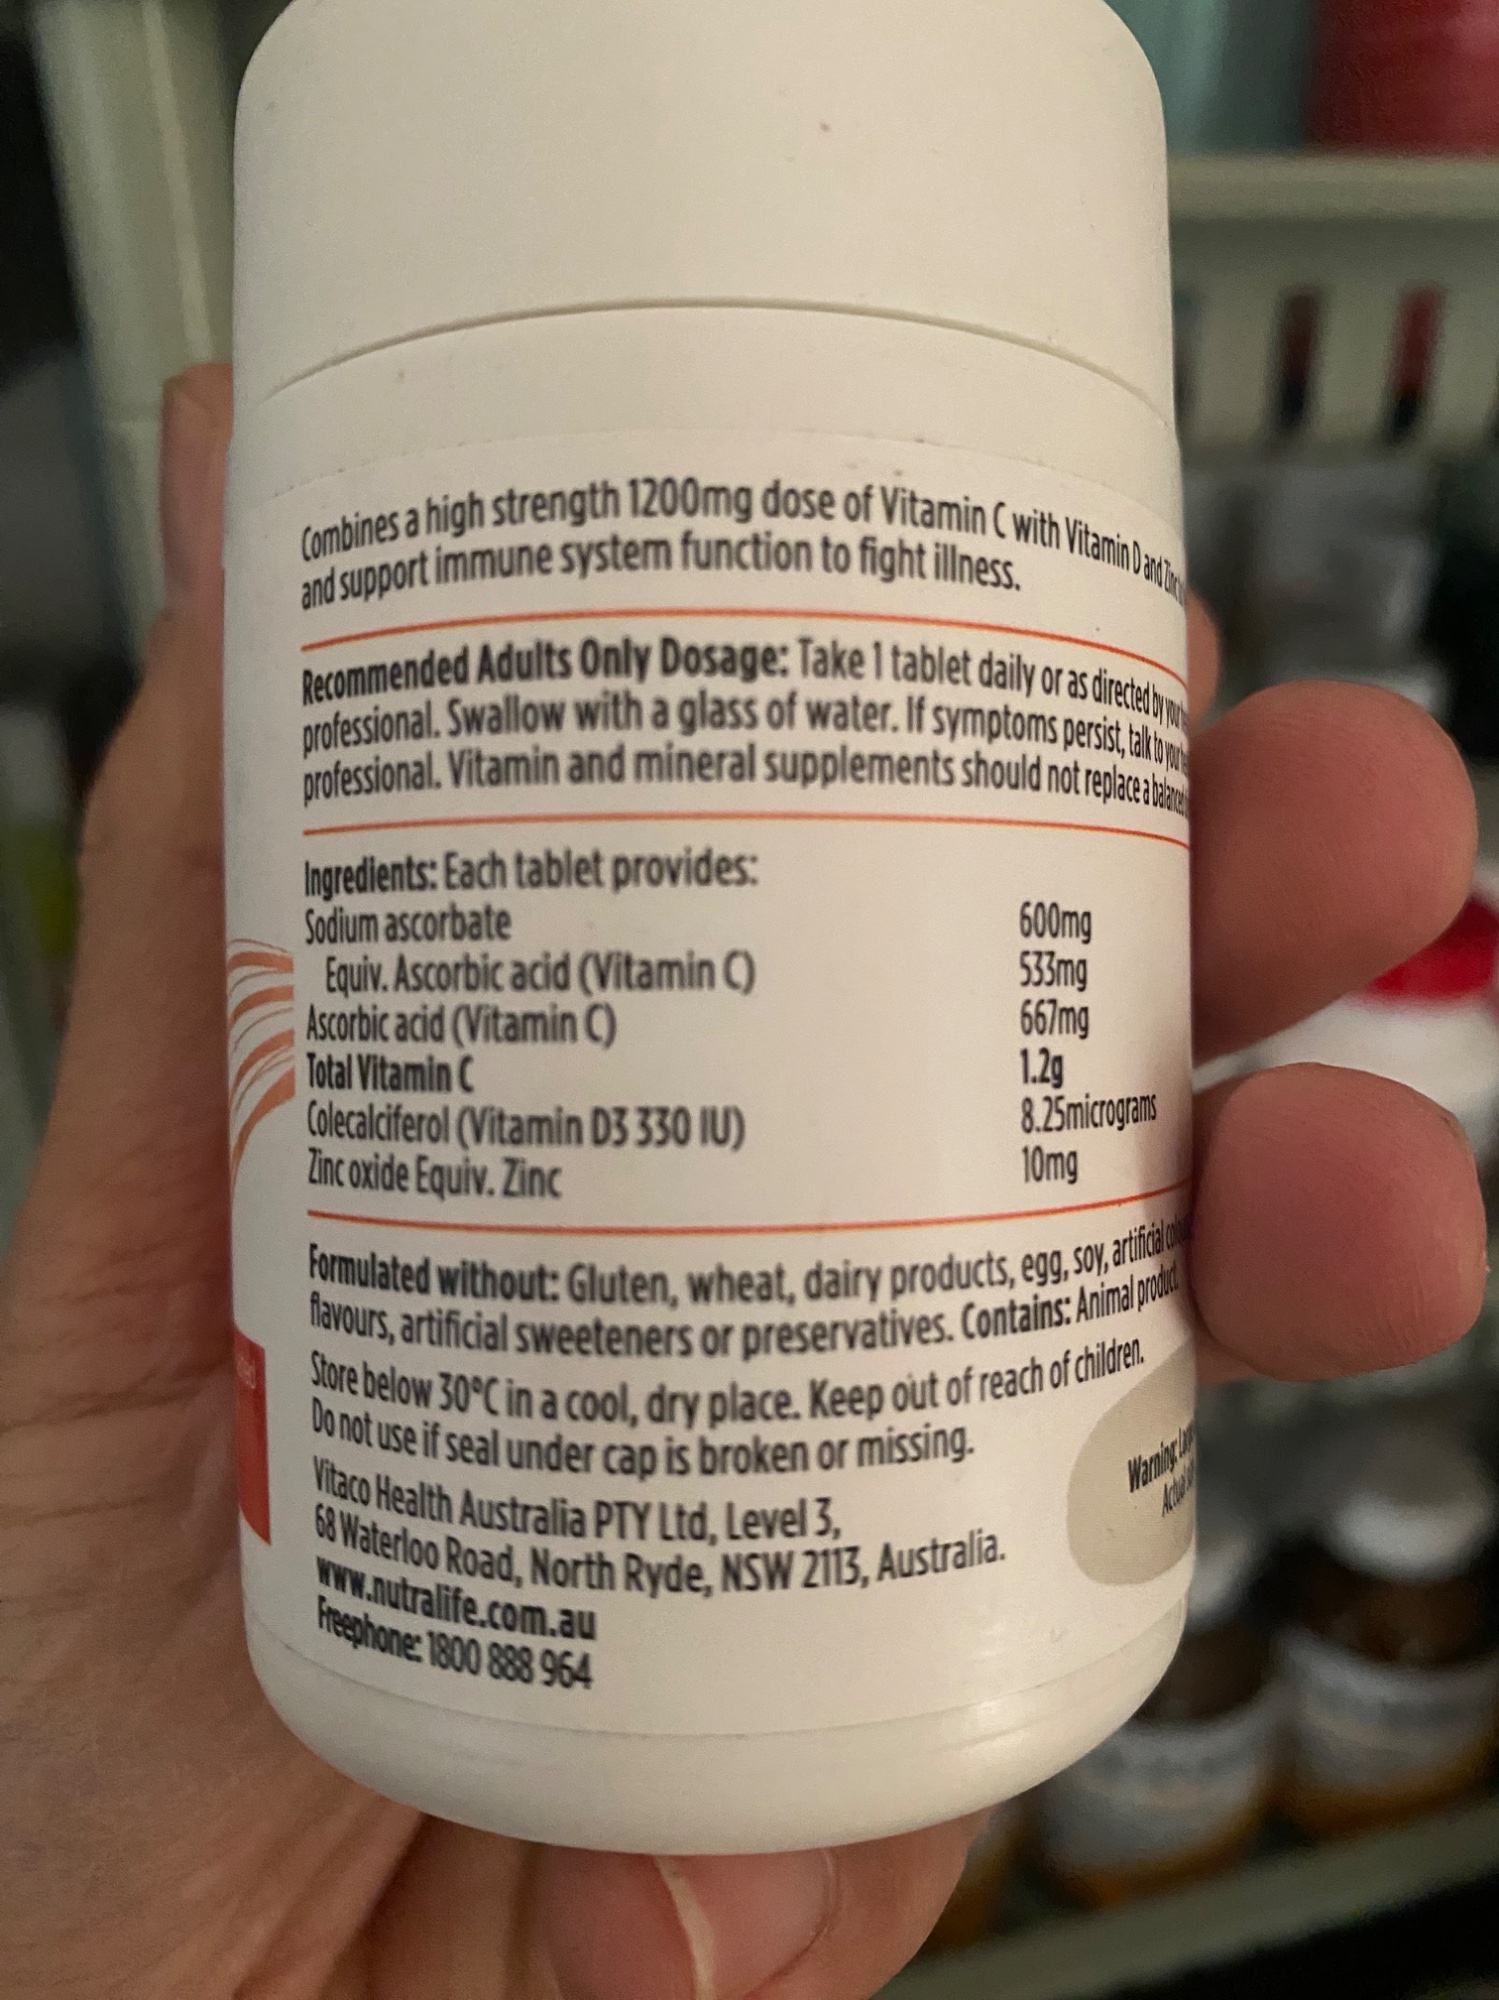 Combines a high strength 1200mg dose of Vitamin C with Vitamin D and Zinc
and support immune system function to fight illness.
Recommended Adults Only Dosage: Take 1 tablet daily or as directed by your
professional. Swallow with a glass of water. If symptoms persist, talk to your
professional. Vitamin and mineral supplements should not replace a balanced
Ingredients: Each tablet provides:
Sodium ascorbate 600mg
Equiv. Ascorbic acid (Vitamin C) 533mg
Ascorbic acid (Vitamin C) 667mg
Total Vitamin C 1.2g
Colecalciferol (Vitamin D3 330 IU) 8.25micrograms
Zinc oxide Equiv. Zinc 10mg
Formulated without: Gluten, wheat, dairy products, egg, soy, artificial
flavours, artificial sweeteners or preservatives. Contains: Animal product.
Store below 30°C in a cool, dry place. Keep out of reach of children.
Do not use if seal under cap is broken or missing.
Warning:
Vitaco Health Australia PTY Ltd, Level 3,
68 Waterloo Road, North Ryde, NSW 2113, Australia.
www.nutralife.com.au
Freephone: 1800 888 964